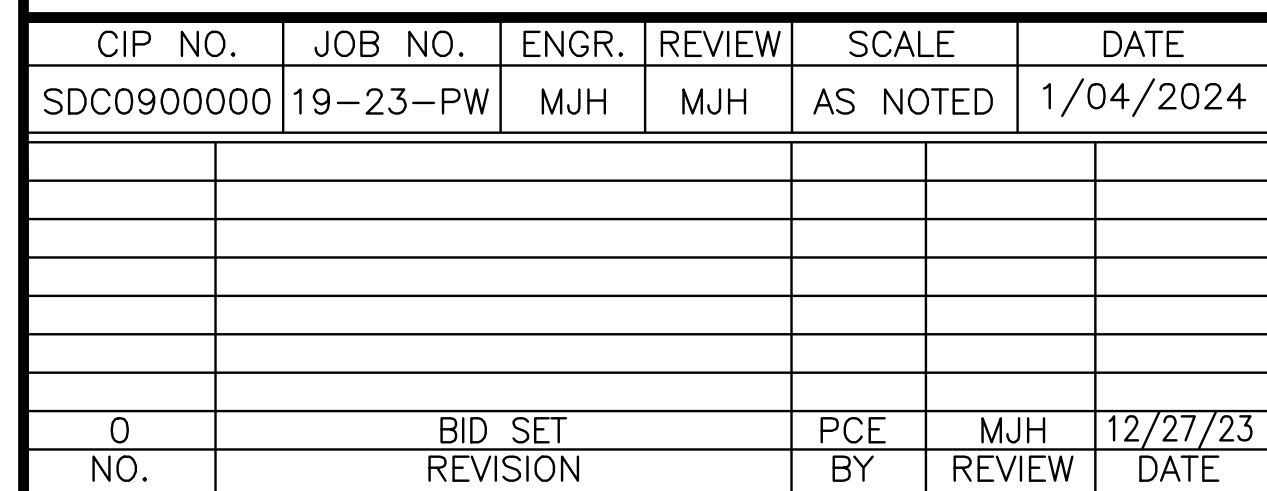 CIP NO. JOB NO. ENGR. REVIEW SCALE DATE
SDC0900000 19-23-PW MJH MJH AS NOTED 1/04/2024
0 BID SET PCE MJH 12/27/23
NO. REVISION BY REVIEW DATE